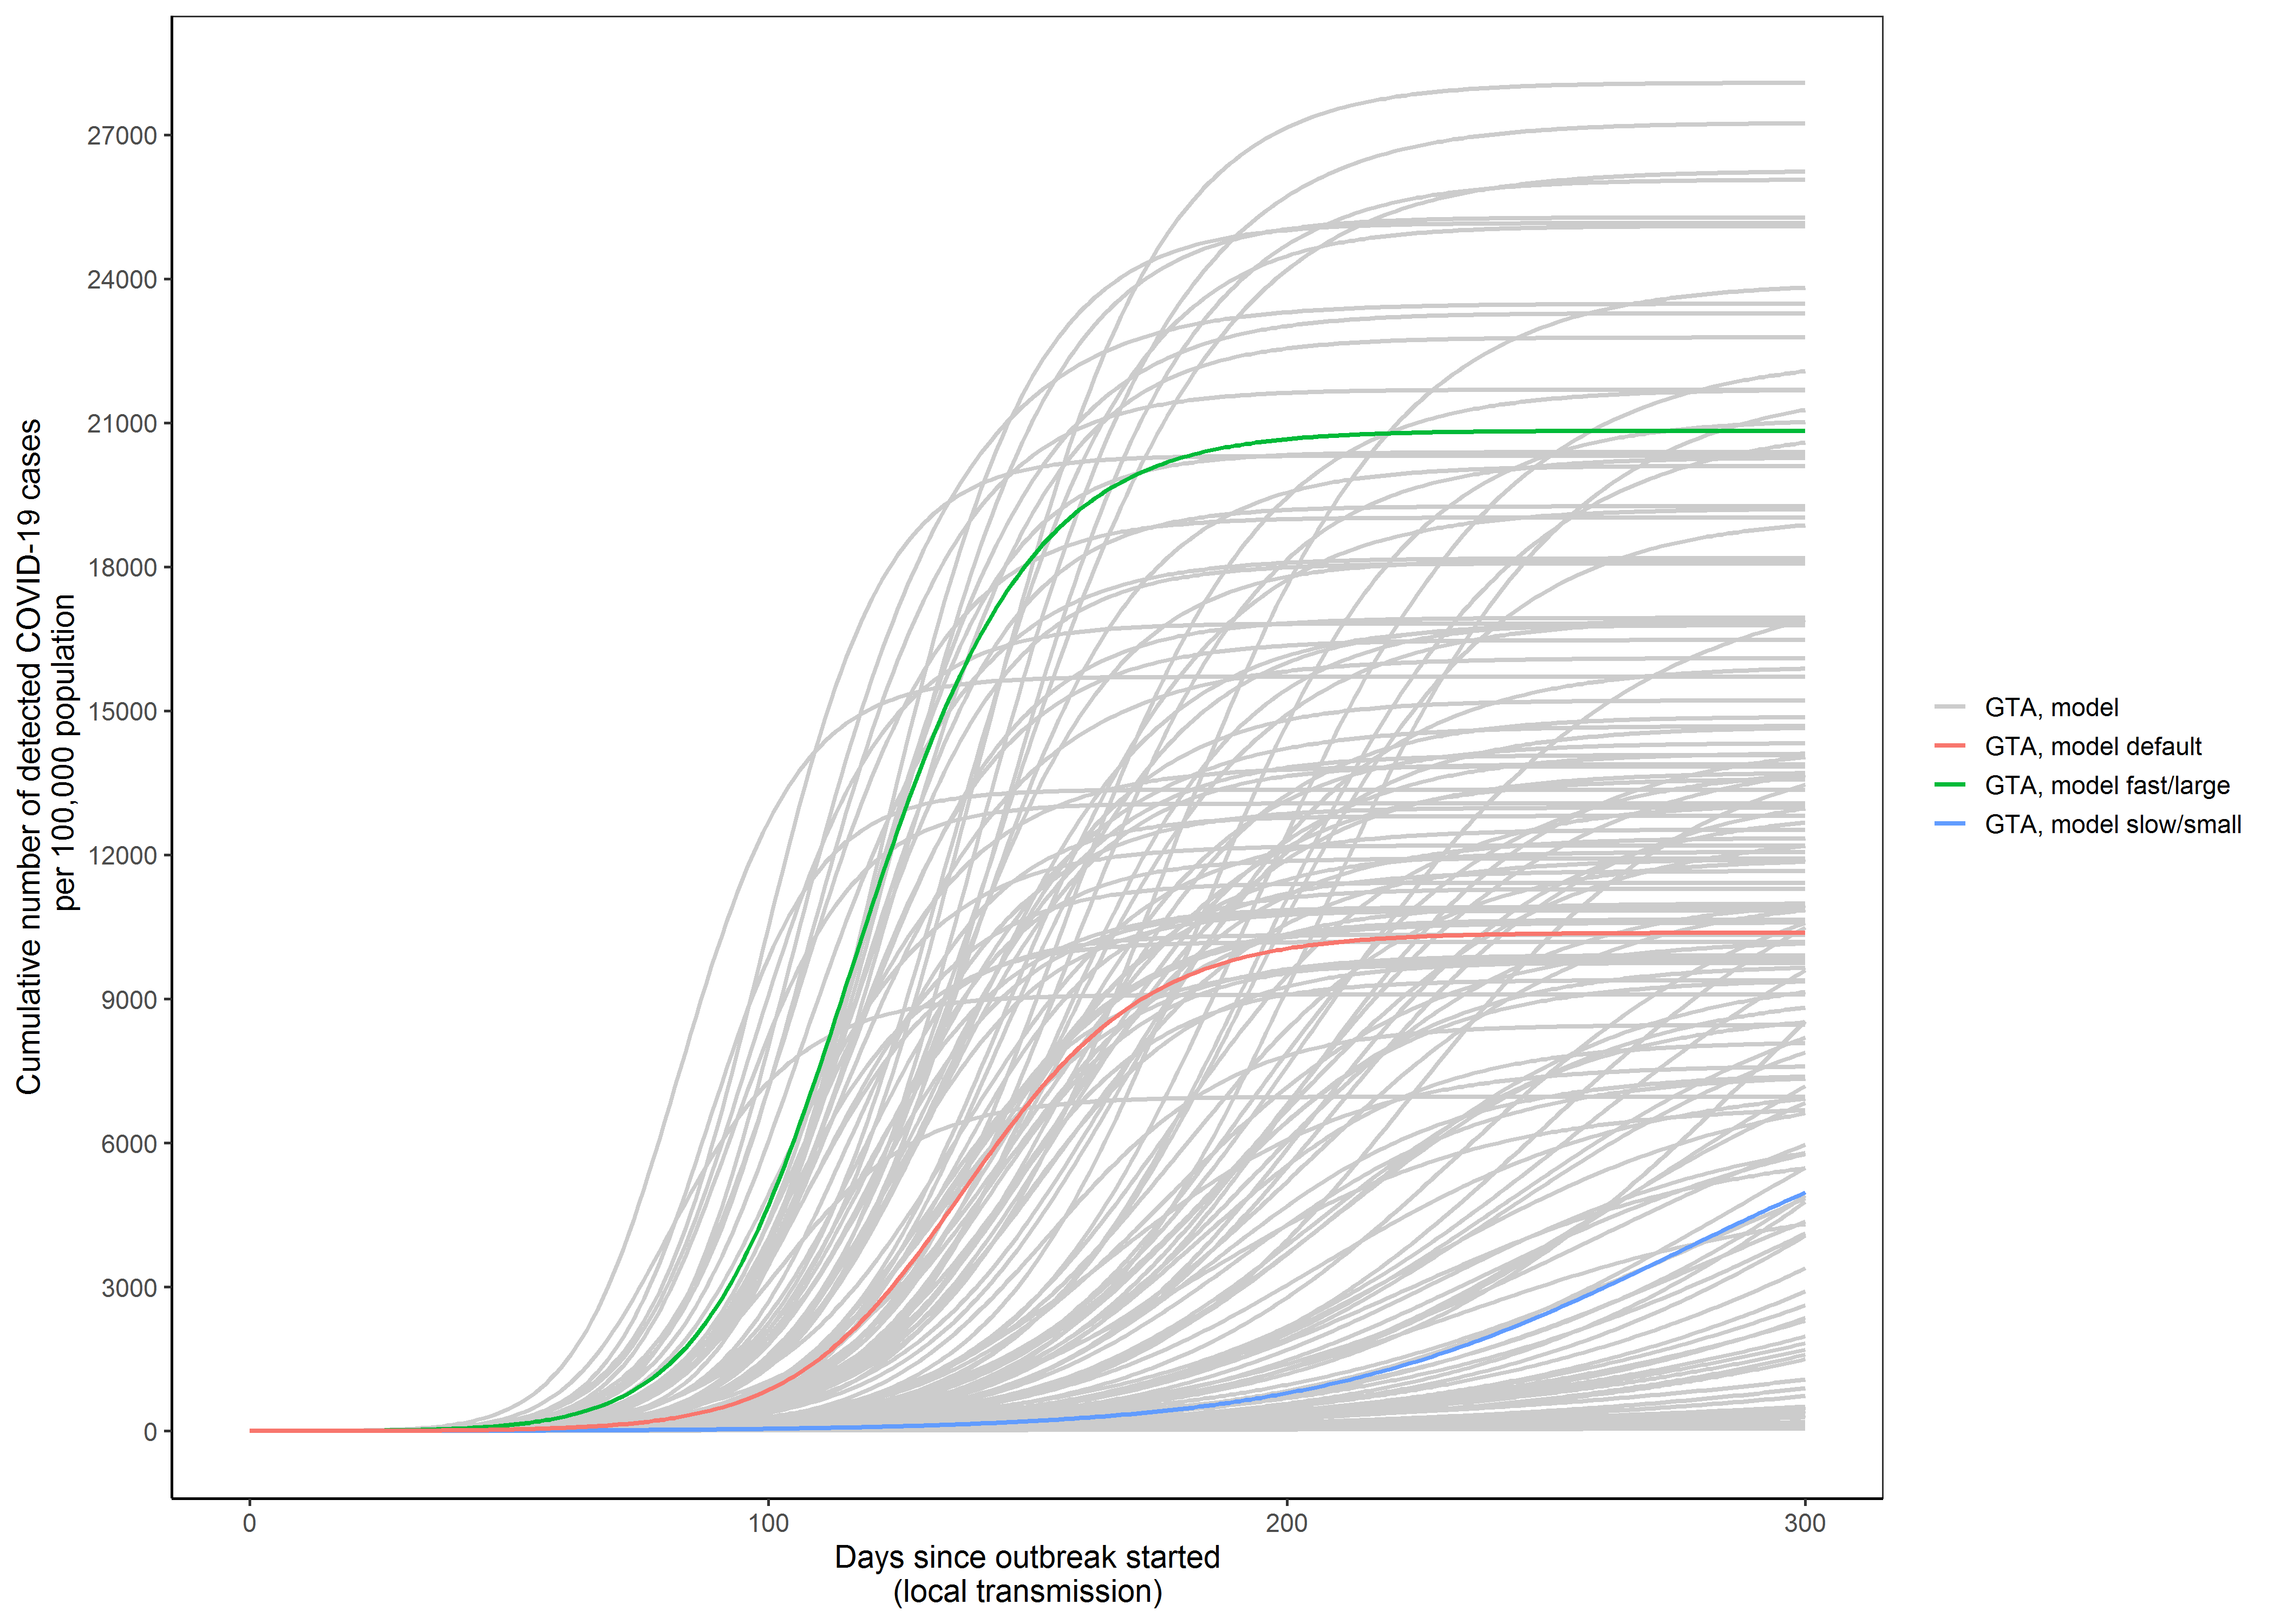 Cumulative number of detected COVID-19 cases
per 100,000 population
27000
24000
21000
18000
15000
12000
9000
6000
3000
0
0
100
200
300
Days since outbreak started
(local transmission)
GTA, model
GTA, model default
GTA, model fast/large
GTA, model slow/small